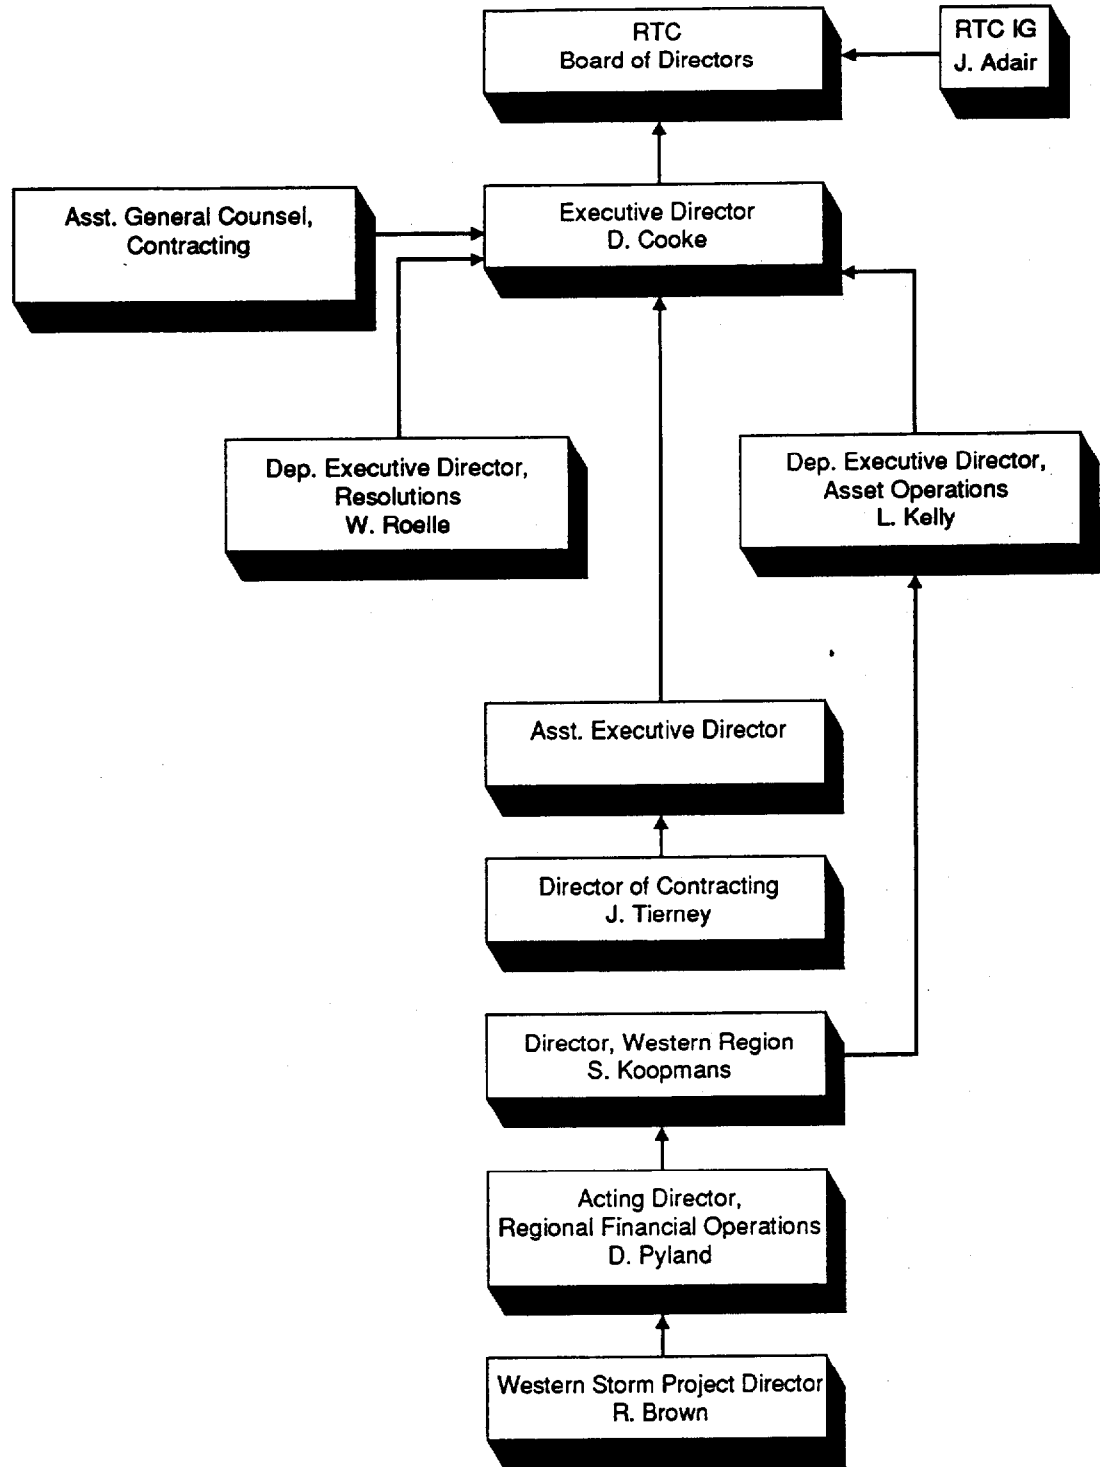 RTC
Board of Directors
RTC IG
J. Adair
Asst. General Counsel,
Contracting
Executive Director
D. Cooke
Dep. Executive Director,
Resolutions
W. Roelle
Dep. Executive Director,
Asset Operations
L. Kelly
Asst. Executive Director
Director of Contracting
J. Tierney
Director, Western Region
S. Koopmans
Acting Director,
Regional Financial Operations
D. Pyland
Western Storm Project Director
R. Brown